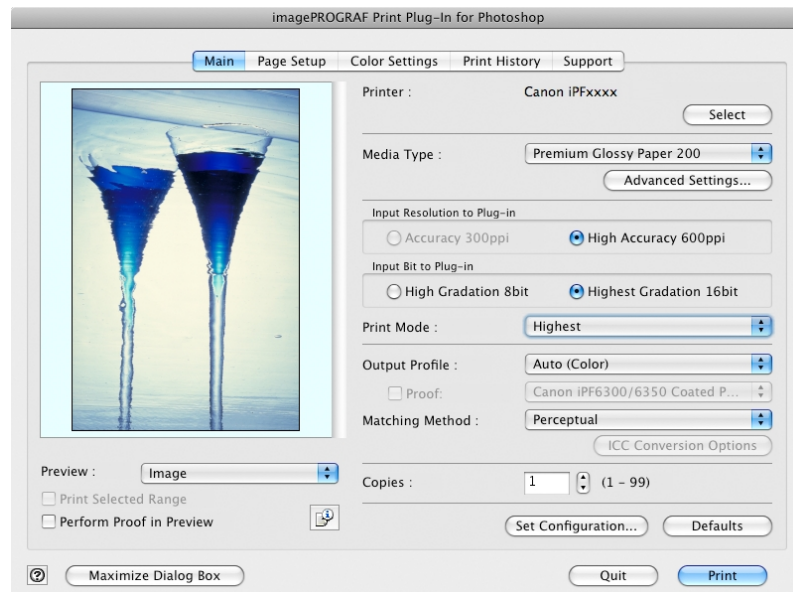 imagePROGRAF Print Plug-In for Photoshop
Main Page Setup Color Settings Print History Support
Printer : Canon iPFxxxx
Select
Media Type : Premium Glossy Paper 200
Advanced Settings...
Input Resolution to Plug-in
Accuracy 300ppi High Accuracy 600ppi
Input Bit to Plug-in
High Gradation 8bit Highest Gradation 16bit
Print Mode : Highest
Output Profile : Auto (Color)
Proof: Canon iPF6300/6350 Coated P...
Matching Method : Perceptual
ICC Conversion Options
Preview : Image
Print Selected Range
Perform Proof in Preview
Copies : 1 (1 – 99)
Set Configuration... Defaults
? Maximize Dialog Box Quit Print